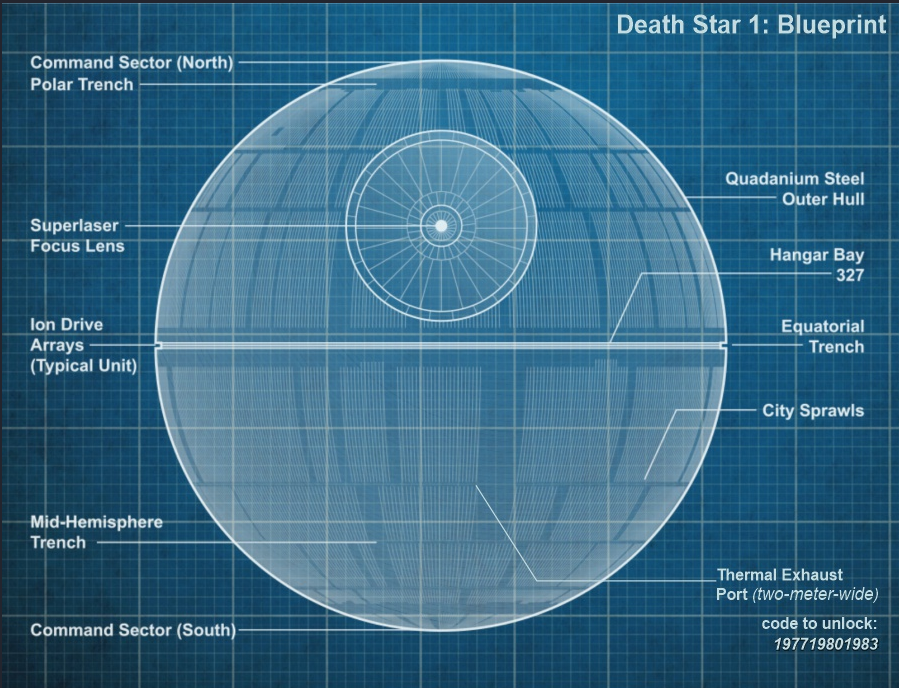 Death Star 1: Blueprint
Command Sector (North)
Polar Trench
Quadanium Steel
Outer Hull
Superlaser
Focus Lens
Hangar Bay
327
Ion Drive
Arrays
(Typical Unit)
Equatorial
Trench
City Sprawls
Mid-Hemisphere
Trench
Thermal Exhaust
Port (two-meter-wide)
Command Sector (South)
code to unlock:
197719801983